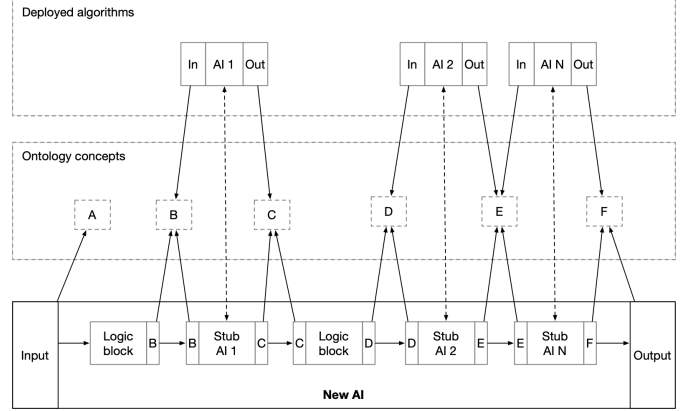 Deployed algorithms
In AI 1 Out
In AI 2 Out
In AI N Out
Ontology concepts
A
B
C
D
E
F
Input
Logic
block
B
B
Stub
AI 1
C
C
Logic
block
D
D
Stub
AI 2
E
E
Stub
AI N
F
Output
New AI